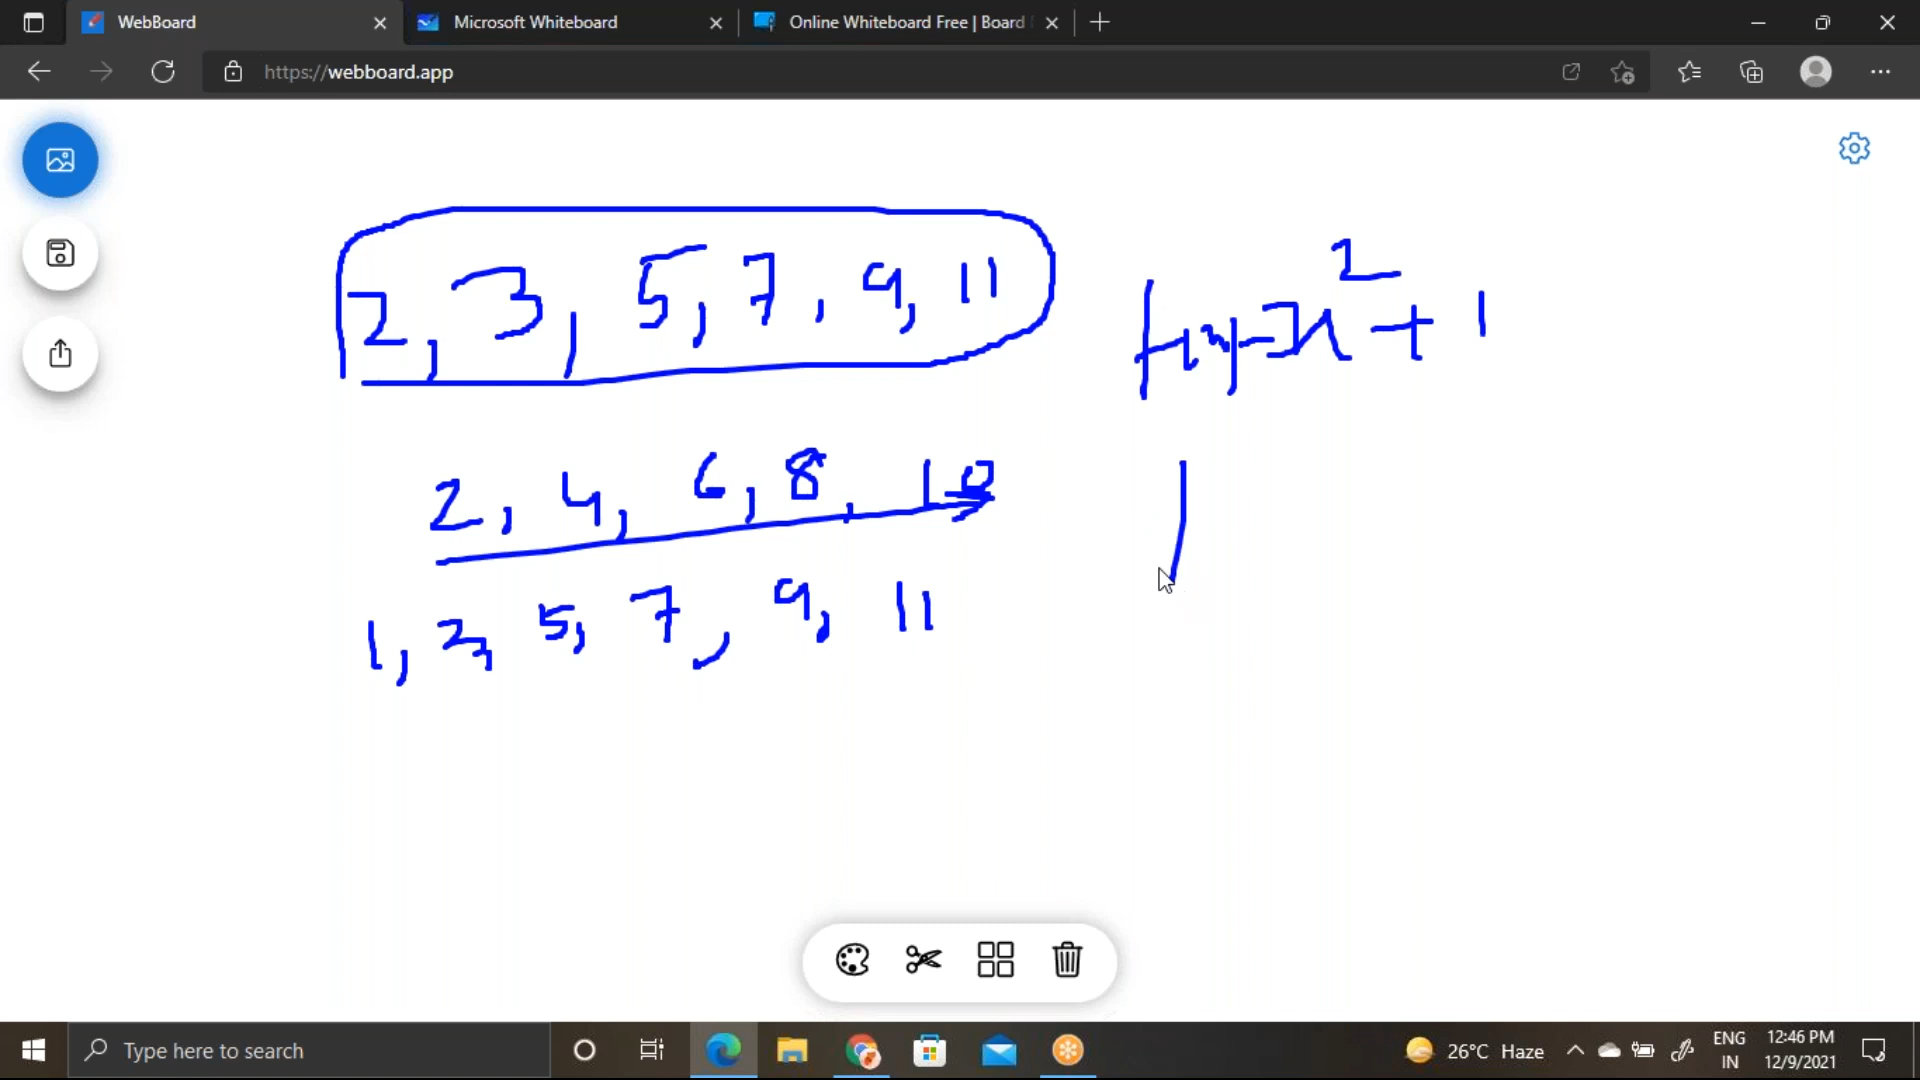 WebBoard
Microsoft Whiteboard
Online Whiteboard Free | Board
https://webboard.app
2, 3, 5, 7, 9, 11
f(x)=x²+1
2, 4, 6, 8, 10
1, 3, 5, 7, 9, 11
Type here to search
26°C Haze
ENG
IN
12:46 PM
12/9/2021